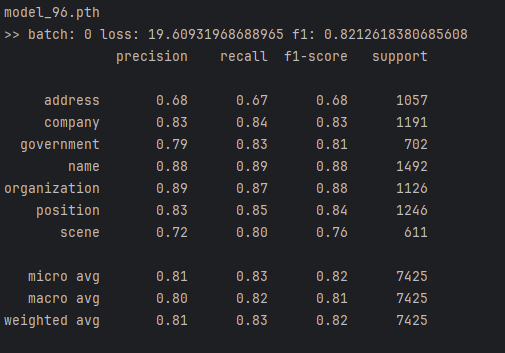 model_96.pth
>> batch: 0 loss: 19.60931968688965 f1: 0.8212618380685608
precision recall f1-score support
address 0.68 0.67 0.68 1057
company 0.83 0.84 0.83 1191
government 0.79 0.83 0.81 702
name 0.88 0.89 0.88 1492
organization 0.89 0.87 0.88 1126
position 0.83 0.85 0.84 1246
scene 0.72 0.80 0.76 611
micro avg 0.81 0.83 0.82 7425
macro avg 0.80 0.82 0.81 7425
weighted avg 0.81 0.83 0.82 7425